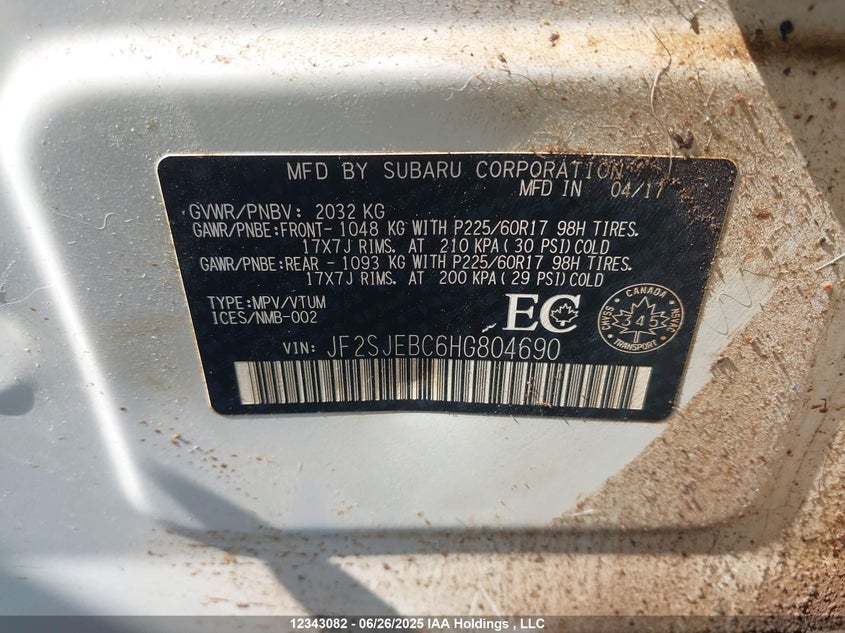 MFD BY SUBARU CORPORATION
MFD IN 04/17
GVWR/PNBV: 2032 KG
GAWR/PNBE:FRONT- 1048 KG WITH P225/60R17 98H TIRES.
17X7J RIMS. AT 210 KPA(30 PSI)COLD
GAWR/PNBE:REAR - 1093 KG WITH P225/60R17 98H TIRES.
17X7J RIMS. AT 200 KPA(29 PSI)COLD
TYPE:MPV/VTUM
ICES/NMB-002
EC
CANADA
CMVSS 345 NSVAC
TRANSPORT
VIN: JF2SJEBC6HG804690
12343082 - 06/26/2025 IAA Holdings , LLC